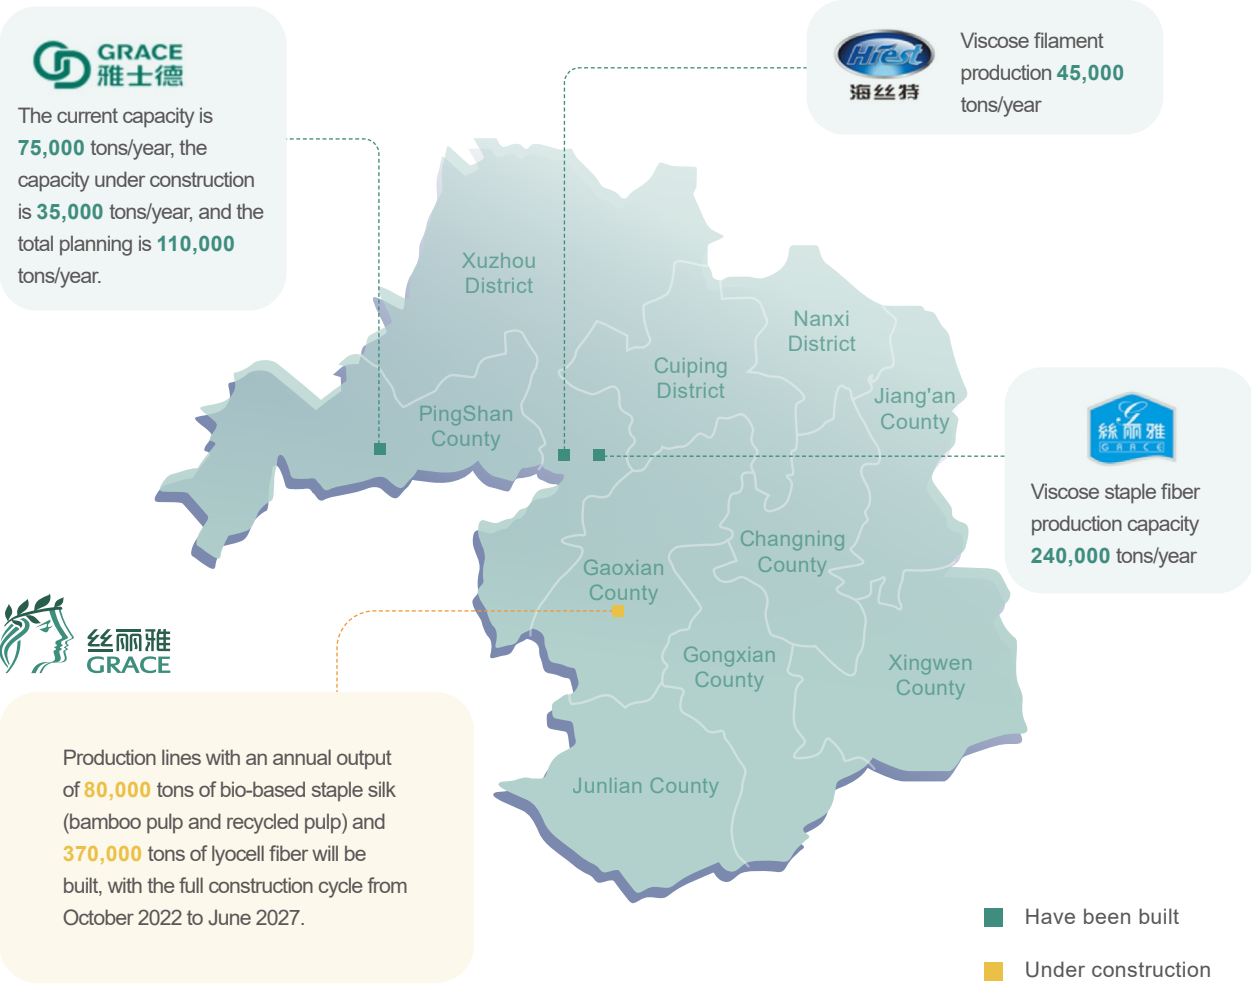 GRACE
雅士德
The current capacity is
75,000 tons/year, the
capacity under construction
is 35,000 tons/year, and the
total planning is 110,000
tons/year.
Hiest
海丝特
Viscose filament
production 45,000
tons/year
Xuzhou
District
Nanxi
District
Cuiping
District
Jiang'an
County
PingShan
County
絲丽雅
GRACE
Viscose staple fiber
production capacity
240,000 tons/year
Changning
County
Gaoxian
County
丝丽雅
GRACE
Gongxian
County
Xingwen
County
Production lines with an annual output
of 80,000 tons of bio-based staple silk
(bamboo pulp and recycled pulp) and
370,000 tons of lyocell fiber will be
built, with the full construction cycle from
October 2022 to June 2027.
Junlian County
Have been built
Under construction